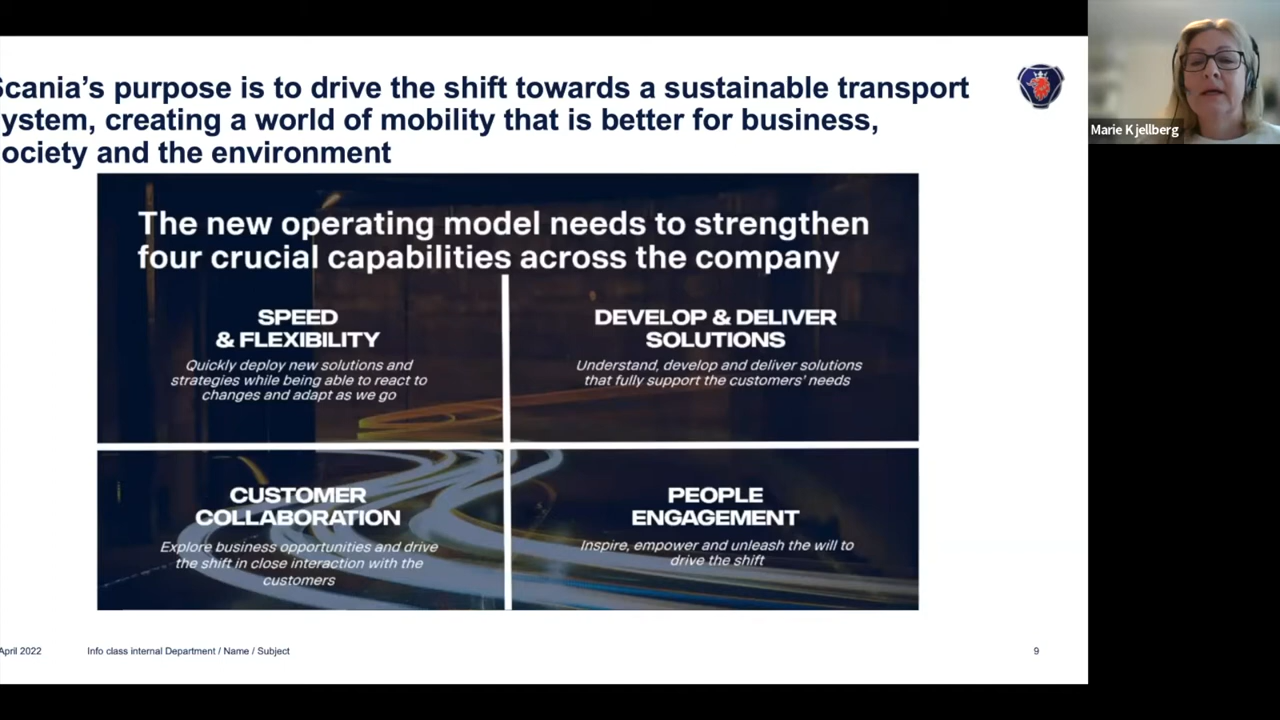 Scania's purpose is to drive the shift towards a sustainable transport
ystem, creating a world of mobility that is better for business,
ociety and the environment
Marie Kjellberg
The new operating model needs to strengthen
four crucial capabilities across the company
SPEED
& FLEXIBILITY
Quickly deploy new solutions and
strategies while being able to react to
changes and adapt as we go
DEVELOP & DELIVER
SOLUTIONS
Understand, develop and deliver solutions
that fully support the customers' needs
CUSTOMER
COLLABORATION
Explore business opportunities and drive
the shift in close interaction with the
customers
PEOPLE
ENGAGEMENT
Inspire, empower and unleash the will to
drive the shift
April 2022
Info class internal Department / Name / Subject
9